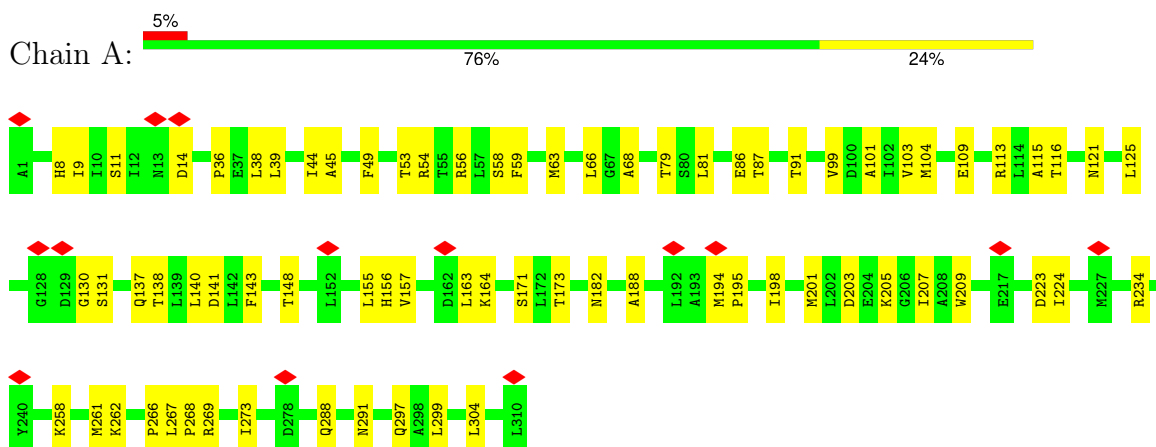 5%
Chain A:
76% 24%
A1 H8 I9 I10 S11 I12 N13 D14 P36 E37 L38 L39 I44 A45 F49 T53 R54 T55 R56 L57 S58 F59 M63 L66 G67 A68 T79 S80 L81 E86 T87 T91 V99 D100 A101 I102 V103 M104 E109 R113 L114 A115 T116 N121 L125
G128 D129 G130 S131 Q137 T138 L139 L140 D141 L142 F143 T148 L152 L155 H156 V157 D162 L163 K164 S171 L172 T173 N182 A188 L192 A193 M194 P195 I198 M201 L202 D203 E204 K205 G206 I207 A208 W209 E217 D223 I224 M227 R234
Y240 K258 M261 K262 P266 L267 P268 R269 I273 D278 Q288 N291 Q297 A298 L299 L304 L310